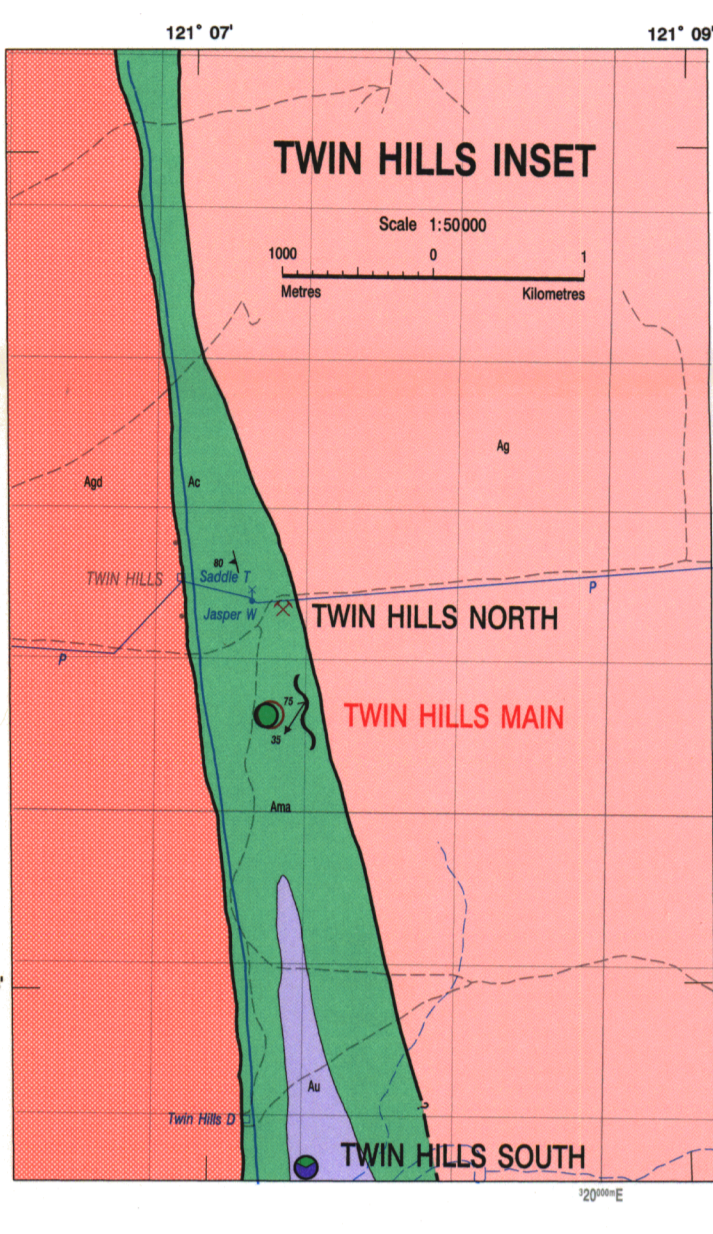 121° 07'
121° 09'
TWIN HILLS INSET
Scale 1:50 000
1000
0
1
Metres
Kilometres
Ag
Agd
Ac
80
TWIN HILLS
Saddle T
Jasper W
P
TWIN HILLS NORTH
P
75
TWIN HILLS MAIN
35
Ama
Au
?
Twin Hills D
TWIN HILLS SOUTH
³20⁰⁰⁰ᵐE